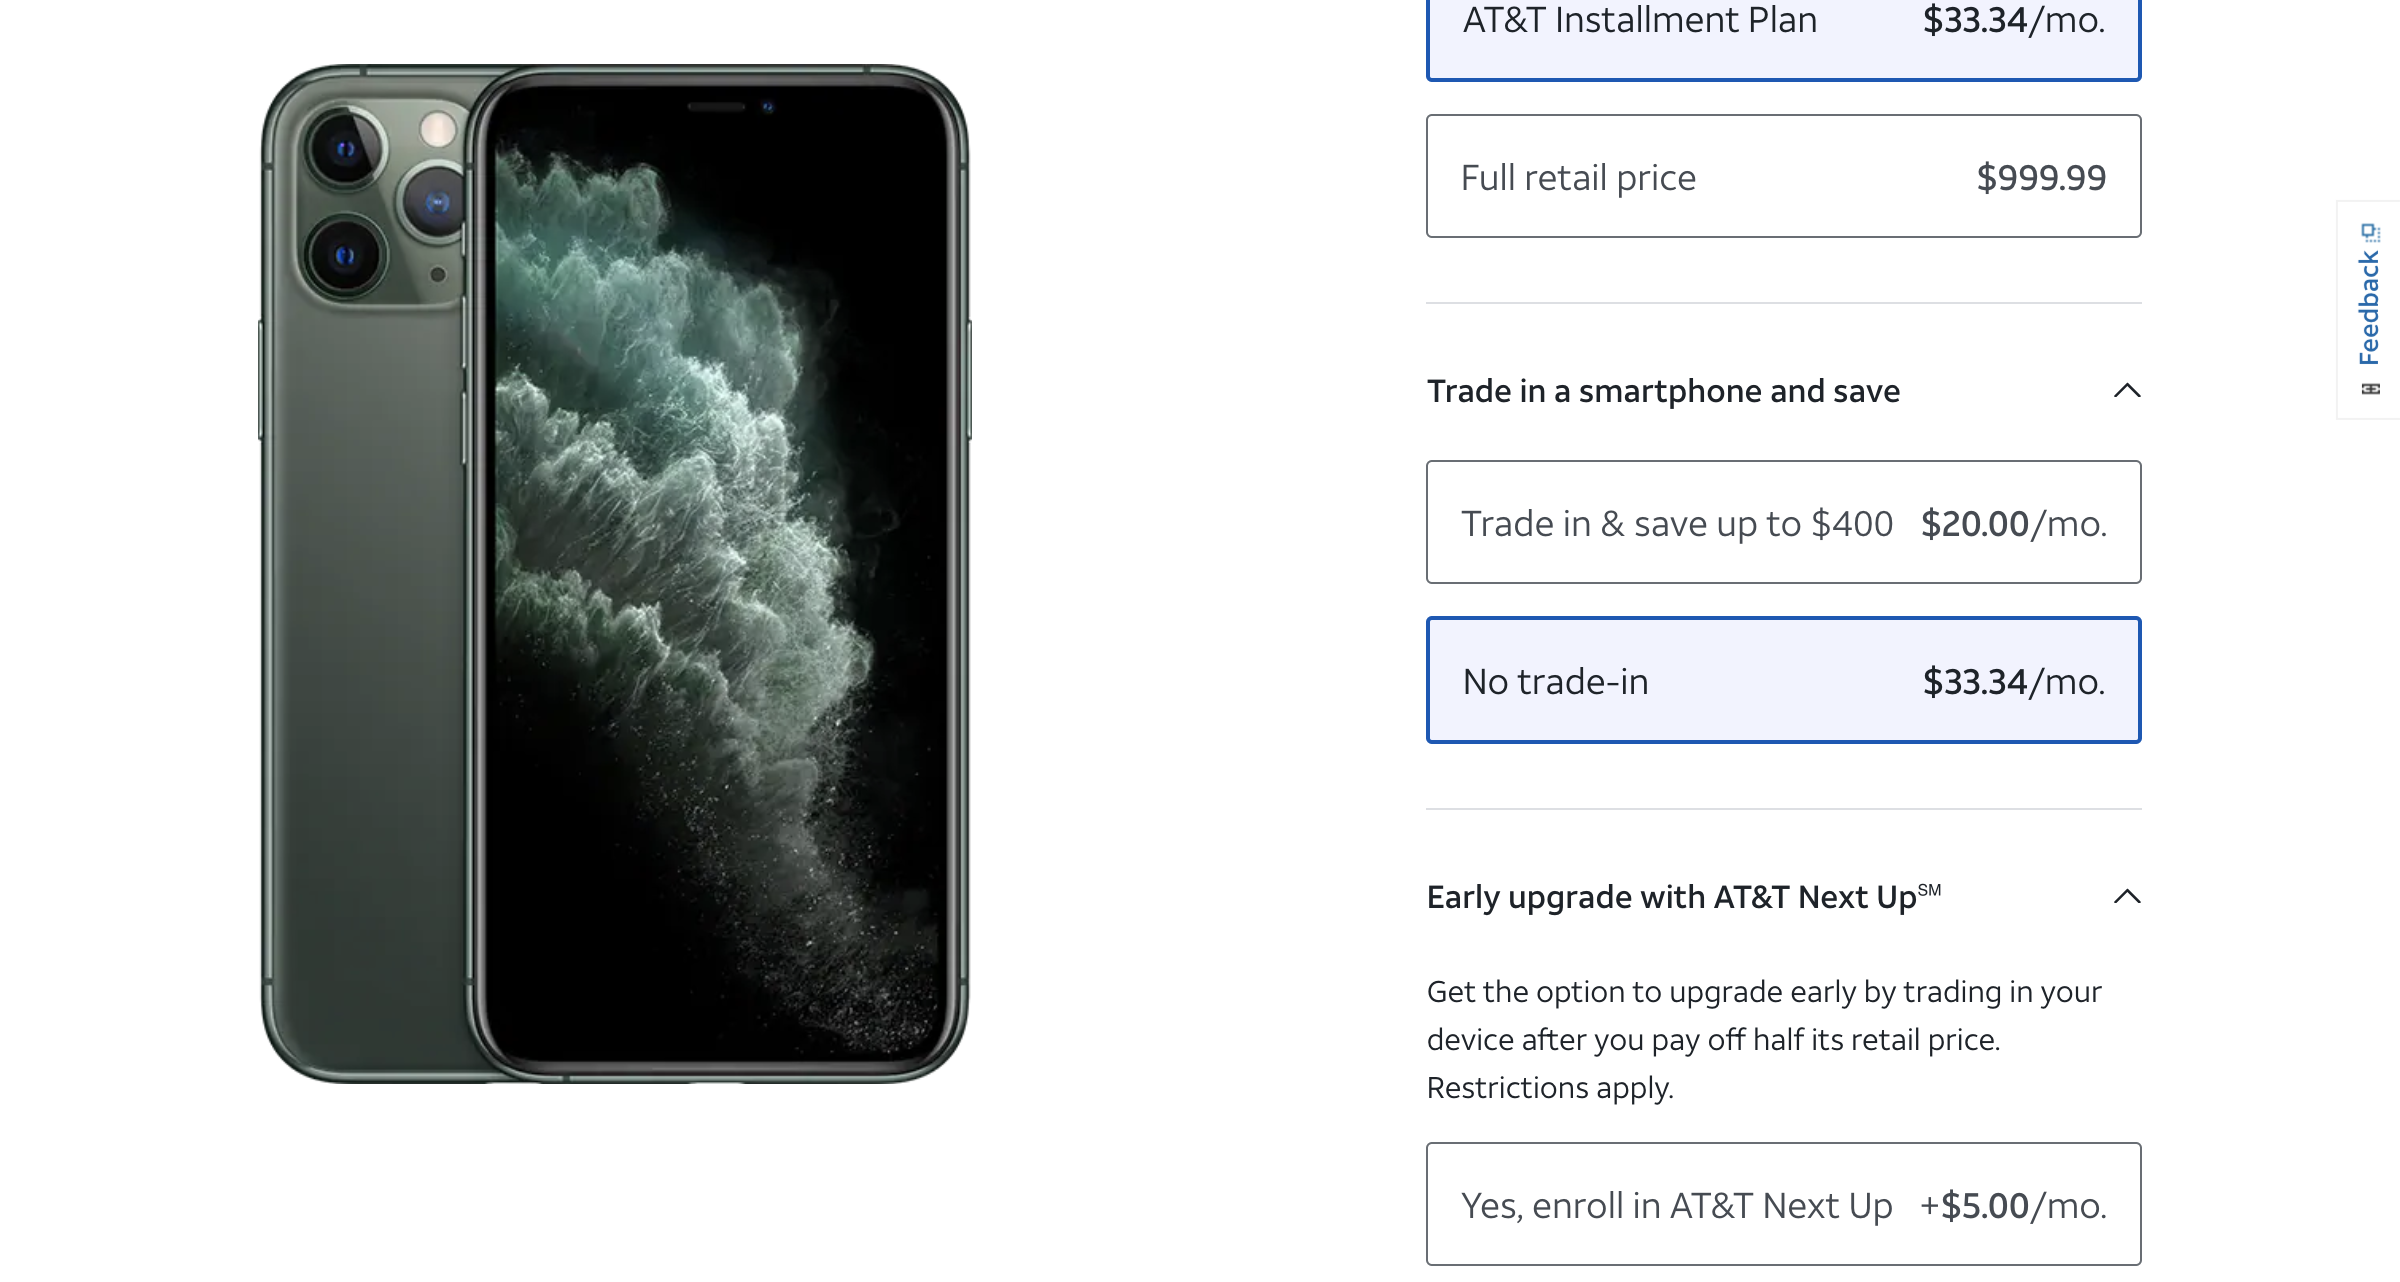 AT&T Installment Plan $33.34/mo.
Full retail price $999.99
Trade in a smartphone and save
Trade in & save up to $400 $20.00/mo.
No trade-in $33.34/mo.
Early upgrade with AT&T Next Up℠
Get the option to upgrade early by trading in your
device after you pay off half its retail price.
Restrictions apply.
Yes, enroll in AT&T Next Up +$5.00/mo.
Feedback